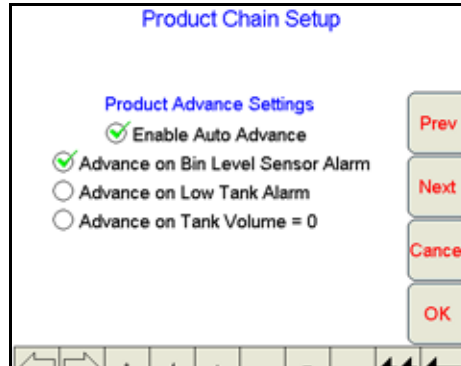 Product Chain Setup
Product Advance Settings
Enable Auto Advance
Advance on Bin Level Sensor Alarm
Advance on Low Tank Alarm
Advance on Tank Volume = 0
Prev
Next
Cance
OK